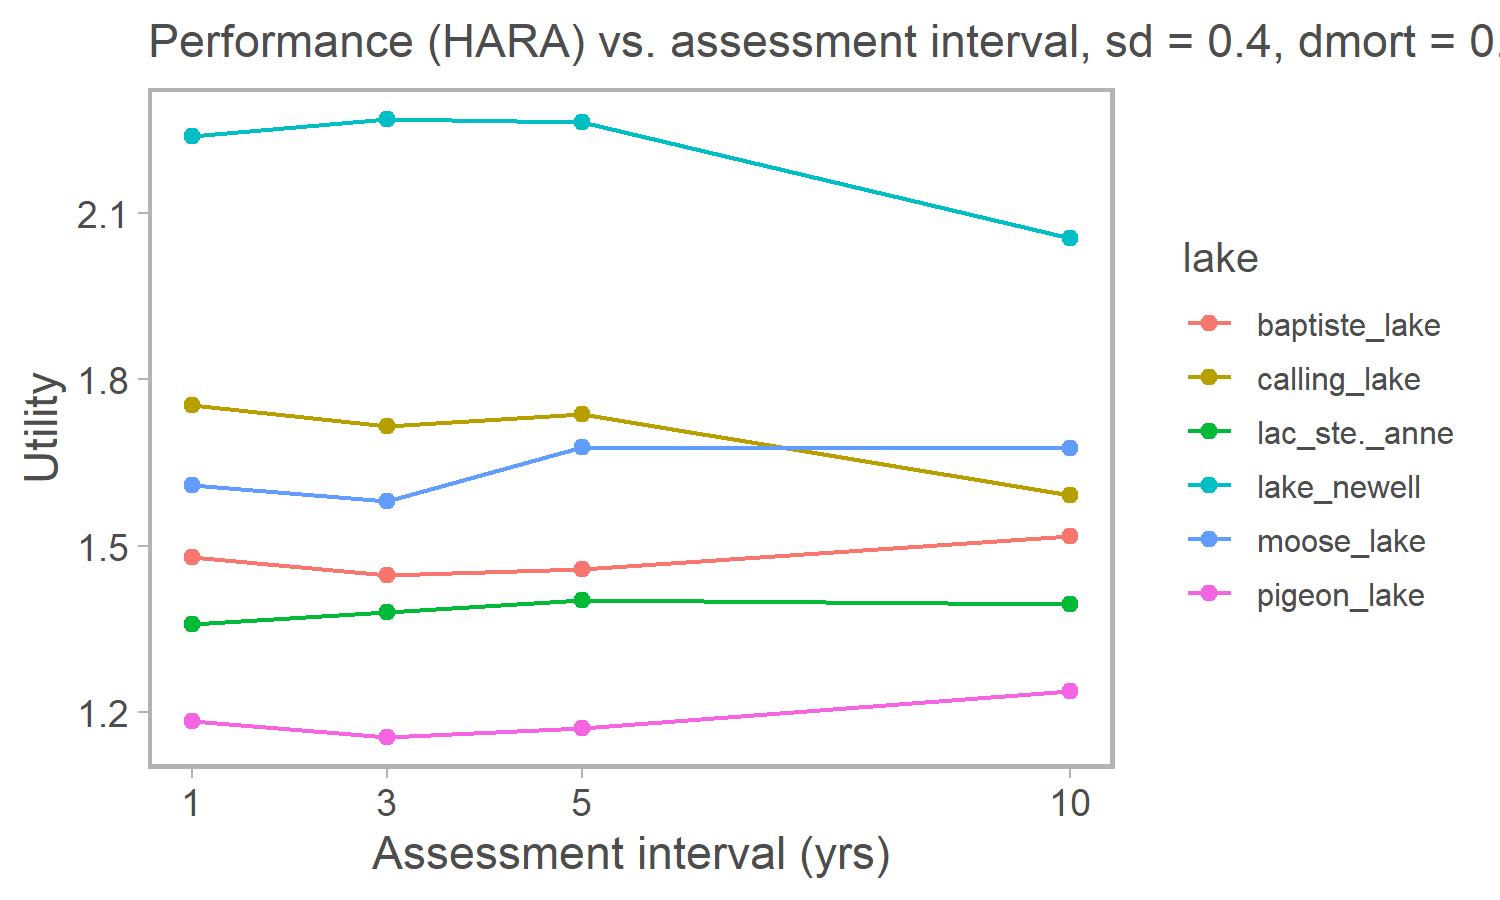 Performance (HARA) vs. assessment interval, sd = 0.4, dmort = 0.
Utility
2.1
1.8
1.5
1.2
1 3 5 10
Assessment interval (yrs)
lake
baptiste_lake
calling_lake
lac_ste._anne
lake_newell
moose_lake
pigeon_lake